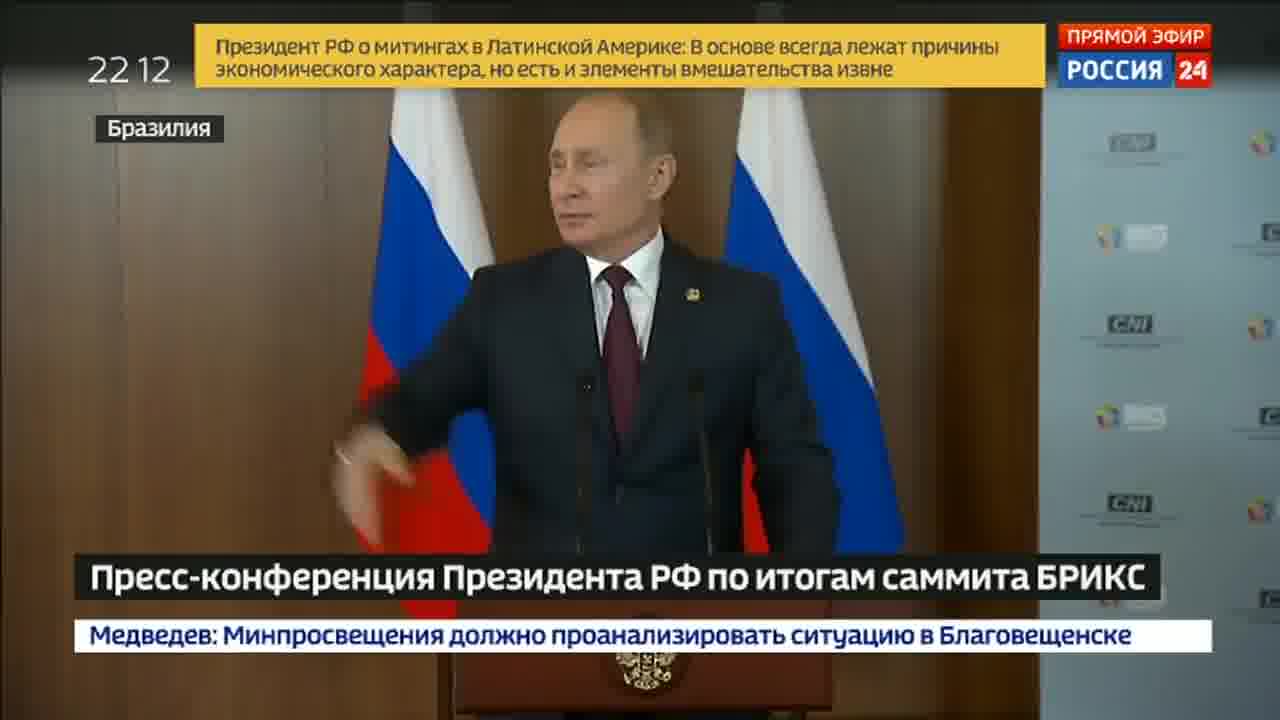 Президент РФ о митингах в Латинской Америке: В основе всегда лежат причины
экономического характера, но есть и элементы вмешательства извне
ПРЯМОЙ ЭФИР
РОССИЯ 24
22 12
Бразилия
CNI
CNI
CNI
Пресс-конференция Президента РФ по итогам саммита БРИКС
Медведев: Минпросвещения должно проанализировать ситуацию в Благовещенске